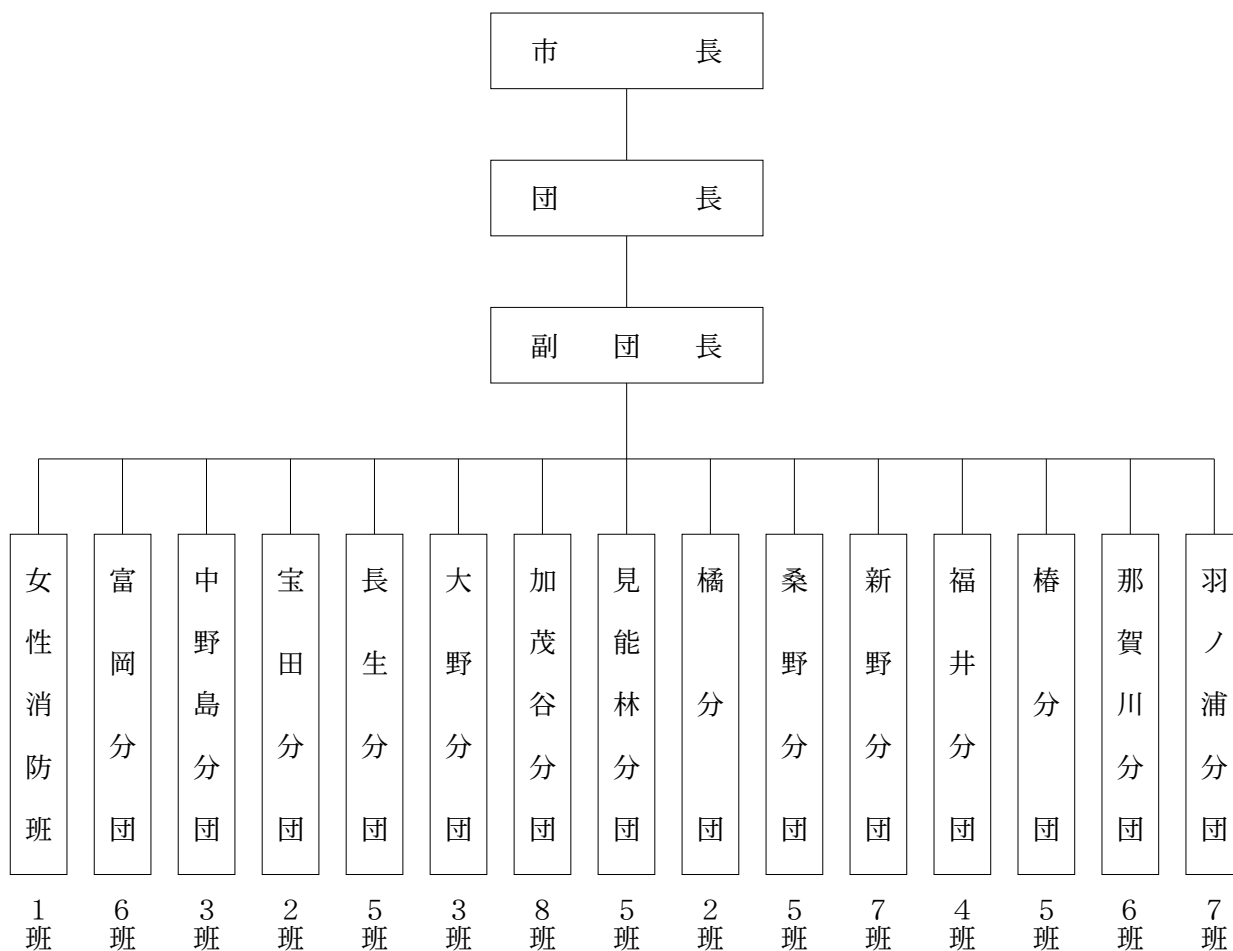 市長
団長
副団長
女性消防班
富岡分団
中野島分団
宝田分団
長生分団
大野分団
加茂谷分団
見能林分団
橘分団
桑野分団
新野分団
福井分団
椿分団
那賀川分団
羽ノ浦分団
1班
6班
3班
2班
5班
3班
8班
5班
2班
5班
7班
4班
5班
6班
7班